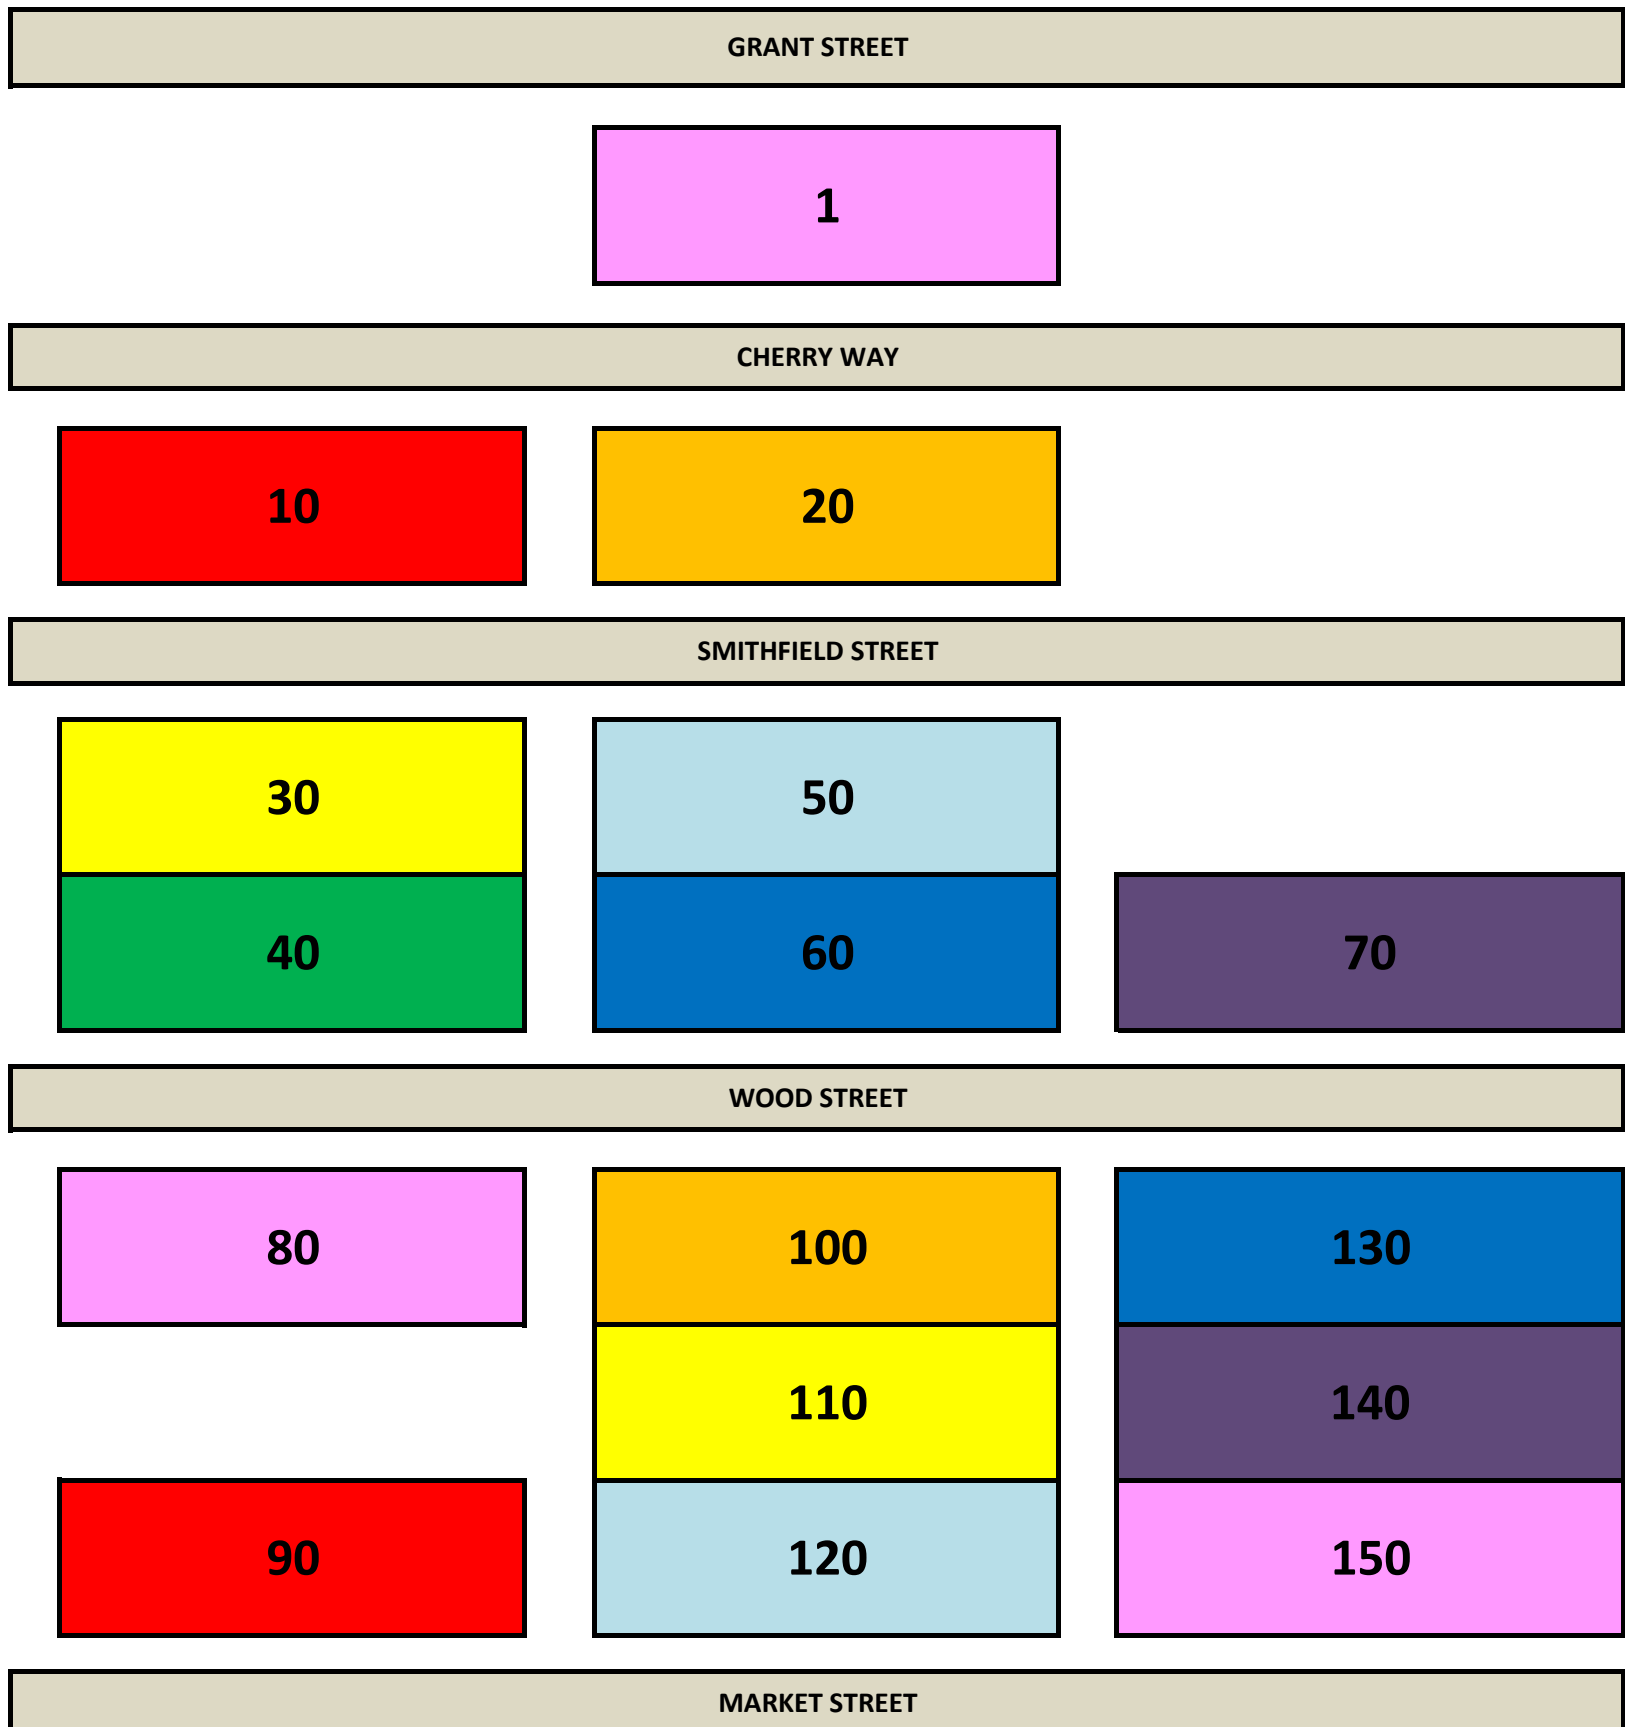 GRANT STREET
1
CHERRY WAY
10 20
SMITHFIELD STREET
30 50
40 60 70
WOOD STREET
80 100 130
110 140
90 120 150
MARKET STREET